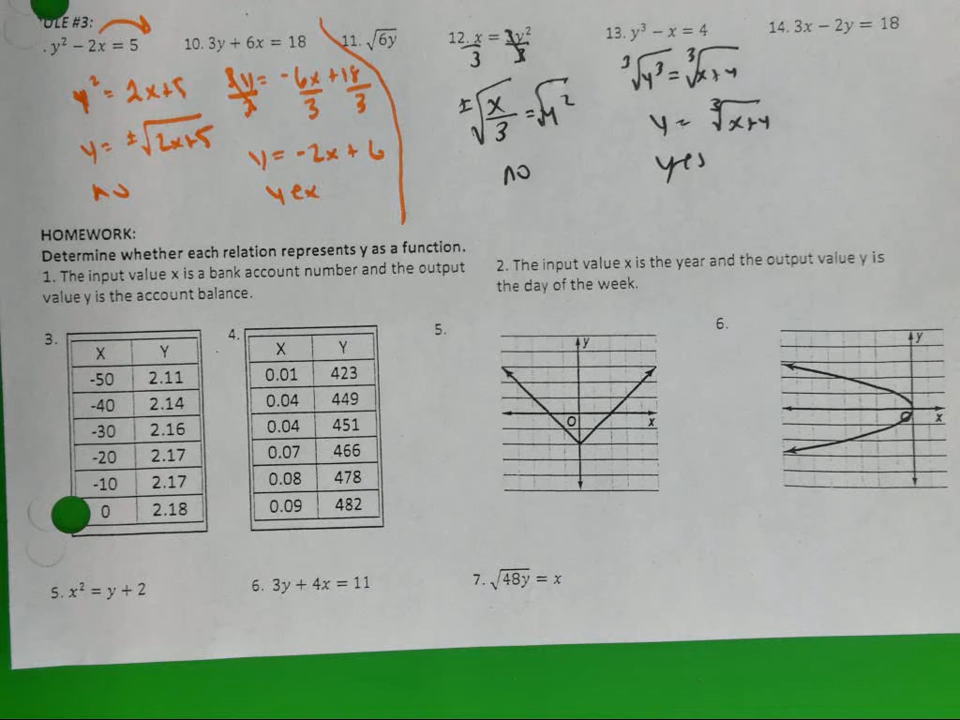 ULE #3:
. y² − 2x = 5
y² = 2x+5
y = ±√2x+5
no
10. 3y + 6x = 18
3y/3 = -6x/3 + 18/3
y = -2x + 6
yex
11. √6y
12. x/3 = 3y²/3
±√x/3 = √y²
no
13. y³ − x = 4
³√y³ = ³√x+4
y = ³√x+4
yes
14. 3x − 2y = 18
HOMEWORK:
Determine whether each relation represents y as a function.
1. The input value x is a bank account number and the output
value y is the account balance.
2. The input value x is the year and the output value y is
the day of the week.
3.
X Y
-50 2.11
-40 2.14
-30 2.16
-20 2.17
-10 2.17
0 2.18
4.
X Y
0.01 423
0.04 449
0.04 451
0.07 466
0.08 478
0.09 482
5.
y
O
x
6.
y
O
x
5. x² = y + 2
6. 3y + 4x = 11
7. √48y = x